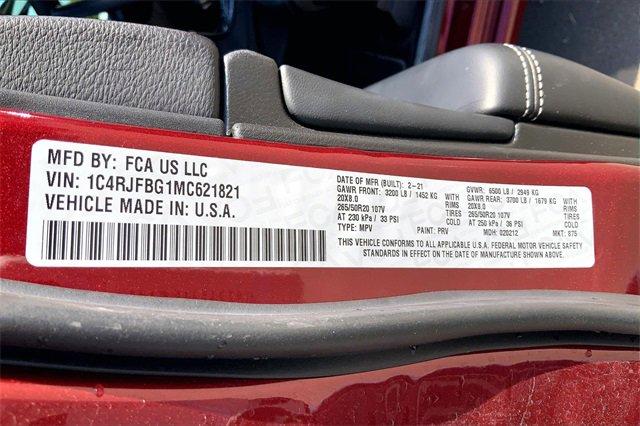 MFD BY: FCA US LLC
VIN: 1C4RJFBG1MC621821
VEHICLE MADE IN: U.S.A.
DATE OF MFR (BUILT): 2-21 GVWR: 6500 LB / 2949 KG
GAWR FRONT: 3200 LB / 1452 KG WITH GAWR REAR: 3700 LB / 1679 KG WITH
20X8.0 RIMS 20X8.0 RIMS
265/50R20 107V TIRES 265/50R20 107V TIRES
AT 230 kPa / 33 PSI COLD AT 250 kPa / 36 PSI COLD
TYPE: MPV PAINT: PRV MDH: 020212 MKT: 875
THIS VEHICLE CONFORMS TO ALL APPLICABLE U.S.A. FEDERAL MOTOR VEHICLE SAFETY
STANDARDS IN EFFECT ON THE DATE OF MANUFACTURE SHOWN ABOVE.